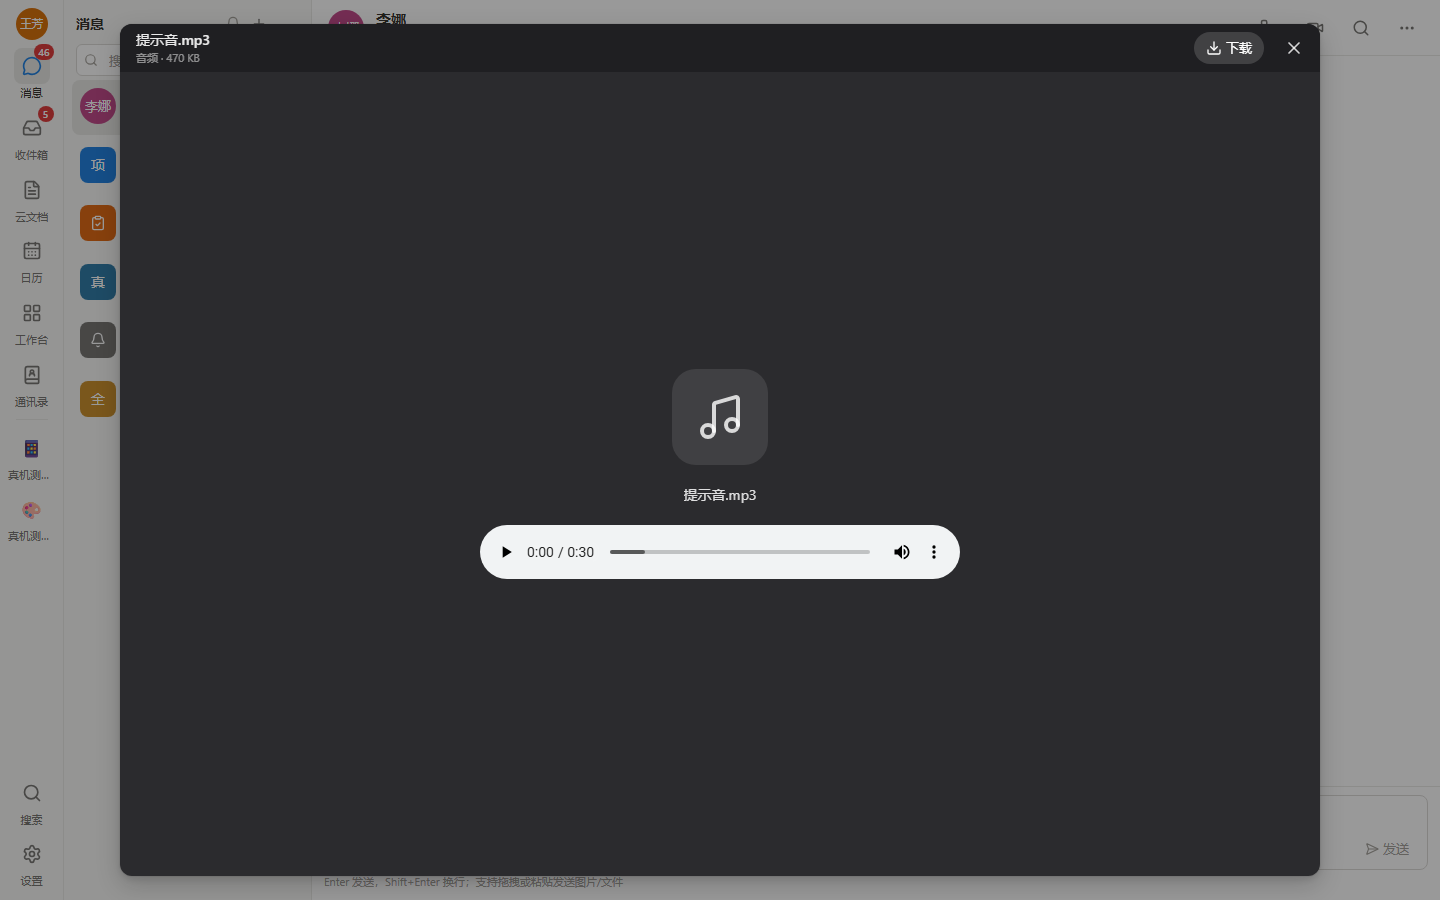 王芳
消息
46
消息
5
收件箱
云文档
日历
工作台
通讯录
真机测...
真机测...
搜索
设置
搜
李娜
项
真
全
李娜
提示音.mp3
音频 · 470 KB
下载
提示音.mp3
0:00 / 0:30
发送
Enter 发送，Shift+Enter 换行；支持拖拽或粘贴发送图片/文件